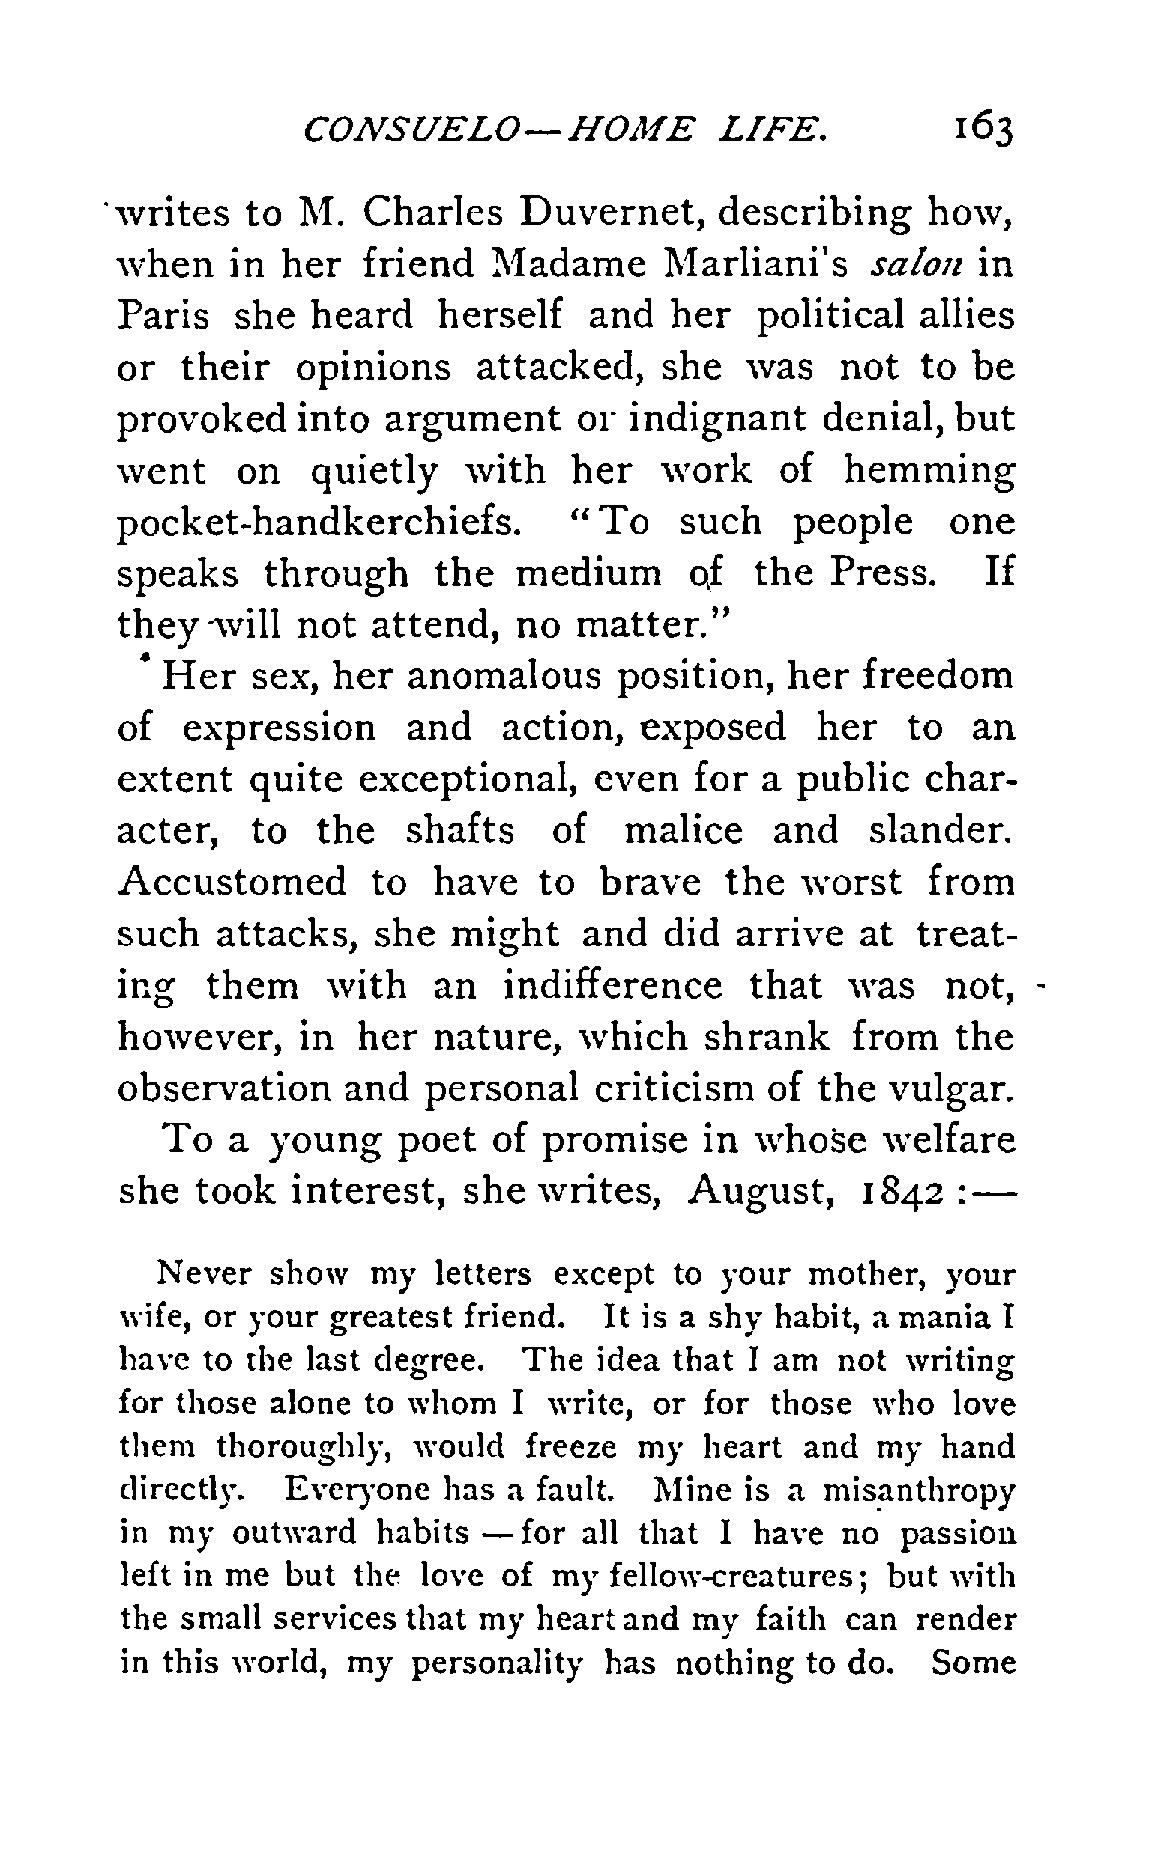 CONSUELO—HOME LIFE. 163
writes to M. Charles Duvernet, describing how,
when in her friend Madame Marliani's salon in
Paris she heard herself and her political allies
or their opinions attacked, she was not to be
provoked into argument or indignant denial, but
went on quietly with her work of hemming
pocket-handkerchiefs. “To such people one
speaks through the medium of the Press. If
they will not attend, no matter.”
Her sex, her anomalous position, her freedom
of expression and action, exposed her to an
extent quite exceptional, even for a public char-
acter, to the shafts of malice and slander.
Accustomed to have to brave the worst from
such attacks, she might and did arrive at treat-
ing them with an indifference that was not,
however, in her nature, which shrank from the
observation and personal criticism of the vulgar.
To a young poet of promise in whose welfare
she took interest, she writes, August, 1842 :—
Never show my letters except to your mother, your
wife, or your greatest friend. It is a shy habit, a mania I
have to the last degree. The idea that I am not writing
for those alone to whom I write, or for those who love
them thoroughly, would freeze my heart and my hand
directly. Everyone has a fault. Mine is a misanthropy
in my outward habits — for all that I have no passion
left in me but the love of my fellow-creatures; but with
the small services that my heart and my faith can render
in this world, my personality has nothing to do. Some